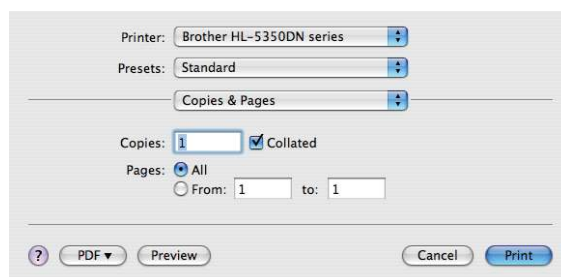 Printer: Brother HL-5350DN series
Presets: Standard
Copies & Pages
Copies: 1 Collated
Pages: All
From: 1 to: 1
? PDF ▼ Preview Cancel Print